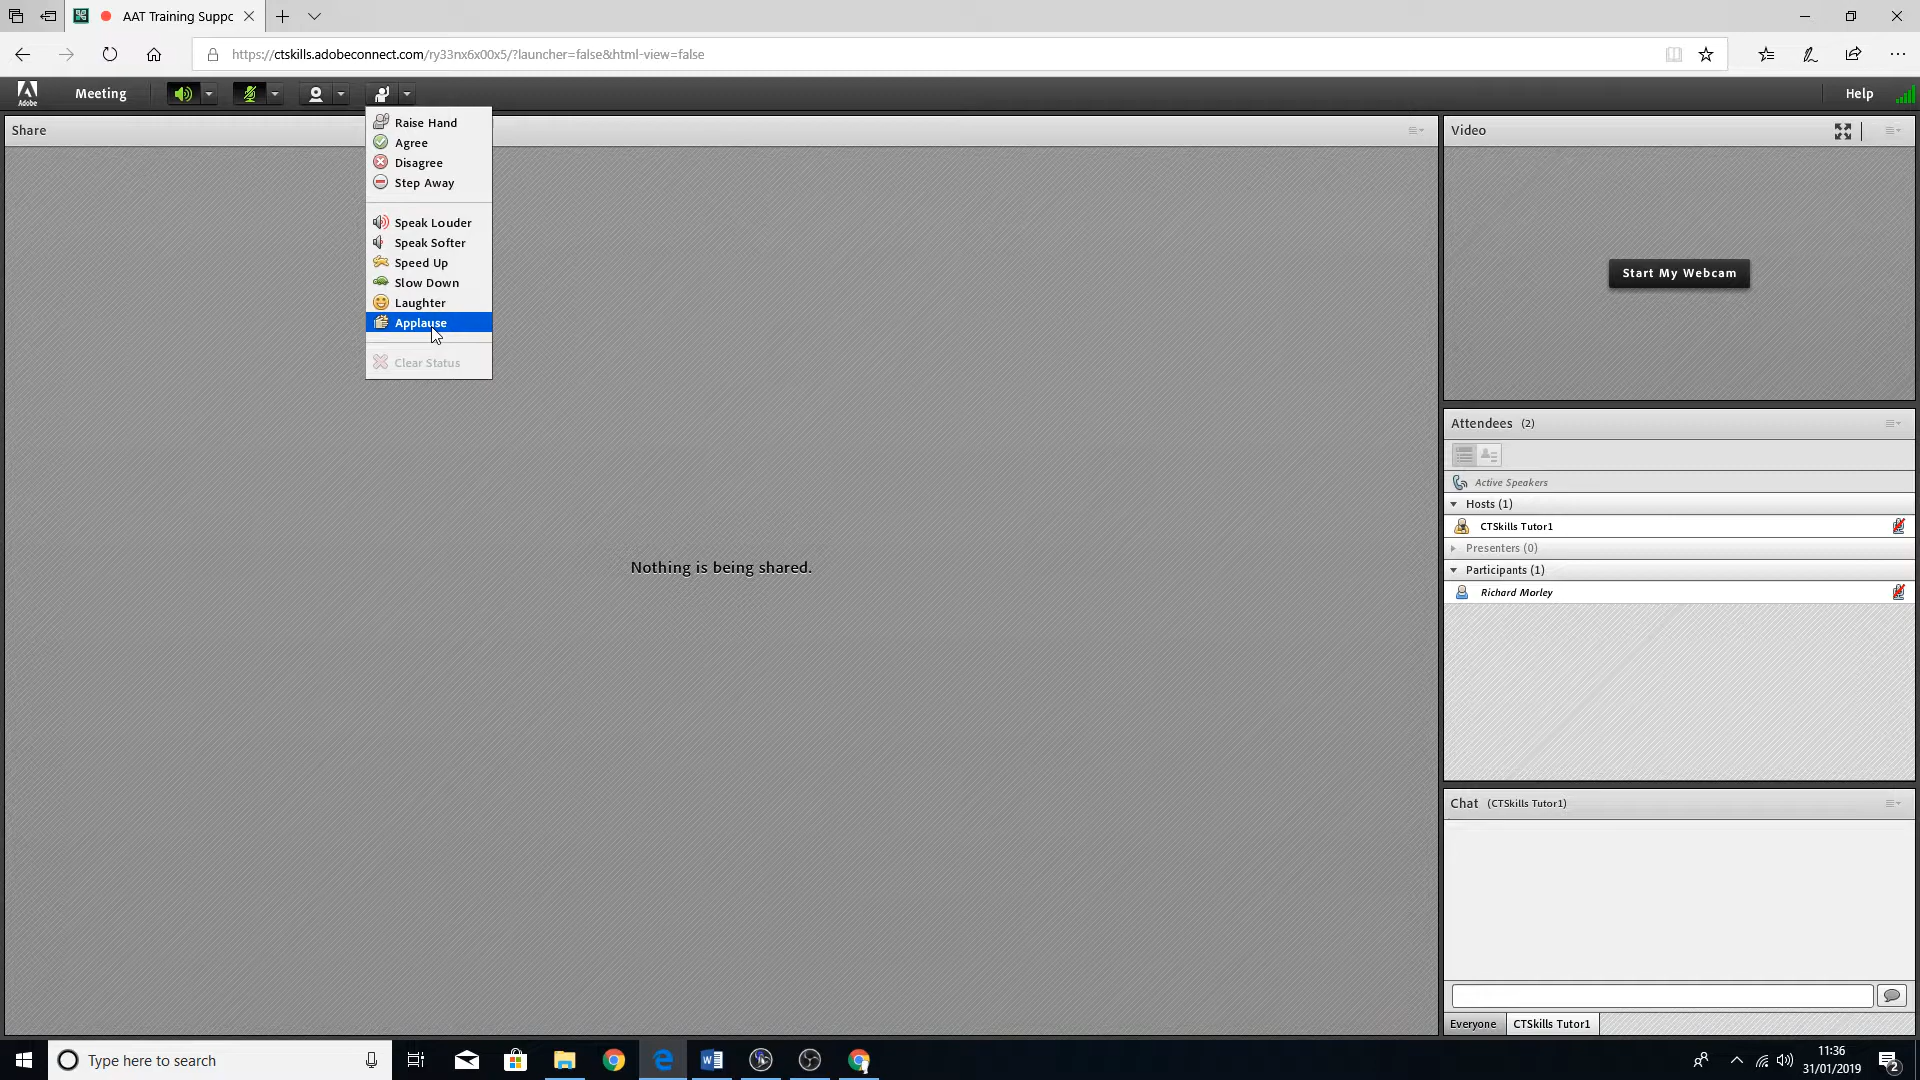 AAT Training Suppc
https://ctskills.adobeconnect.com/ry33nx6x00x5/?launcher=false&html-view=false
Adobe
Meeting
Help
Share
Raise Hand
Agree
Disagree
Step Away
Speak Louder
Speak Softer
Speed Up
Slow Down
Laughter
Applause
Clear Status
Nothing is being shared.
Video
Start My Webcam
Attendees (2)
Active Speakers
Hosts (1)
CTSkills Tutor1
Presenters (0)
Participants (1)
Richard Morley
Chat (CTSkills Tutor1)
Everyone
CTSkills Tutor1
Type here to search
11:36
31/01/2019
2